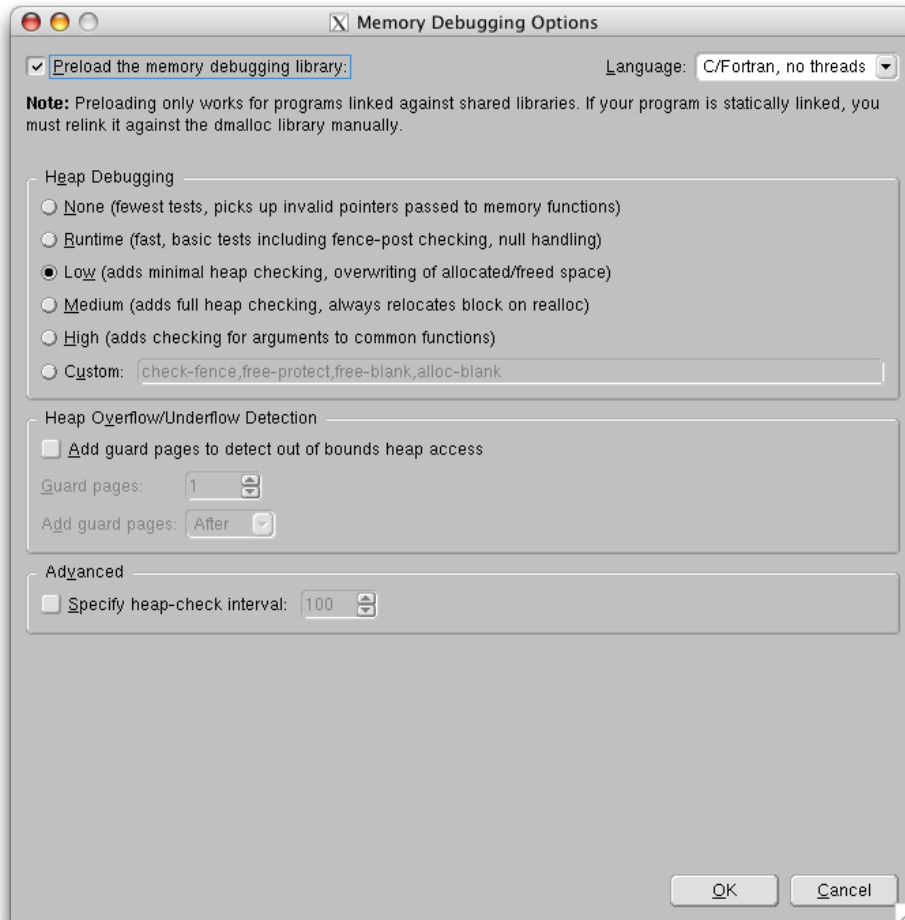 Memory Debugging Options
Preload the memory debugging library:
Language: C/Fortran, no threads
Note: Preloading only works for programs linked against shared libraries. If your program is statically linked, you
must relink it against the dmalloc library manually.
Heap Debugging
None (fewest tests, picks up invalid pointers passed to memory functions)
Runtime (fast, basic tests including fence-post checking, null handling)
Low (adds minimal heap checking, overwriting of allocated/freed space)
Medium (adds full heap checking, always relocates block on realloc)
High (adds checking for arguments to common functions)
Custom: check-fence,free-protect,free-blank,alloc-blank
Heap Overflow/Underflow Detection
Add guard pages to detect out of bounds heap access
Guard pages: 1
Add guard pages: After
Advanced
Specify heap-check interval: 100
OK
Cancel